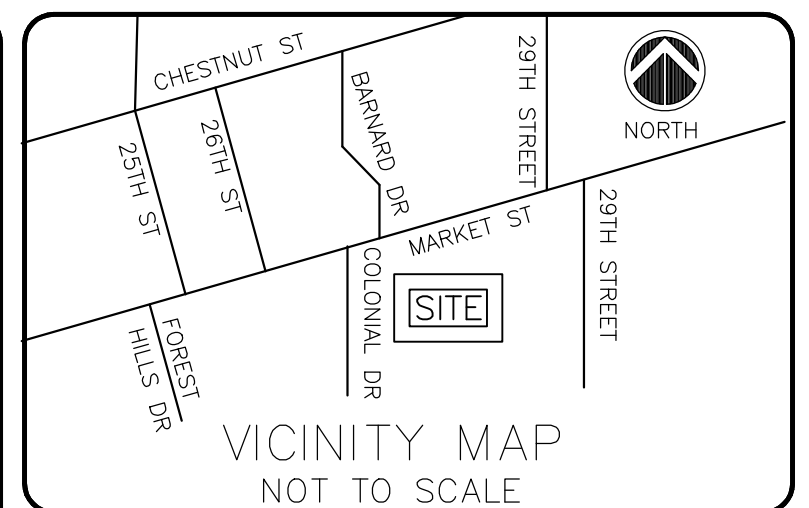 CHESTNUT ST
29TH STREET
NORTH
BARNARD DR
26TH ST
25TH ST
MARKET ST
29TH STREET
COLONIAL DR
SITE
FOREST
HILLS DR
VICINITY MAP
NOT TO SCALE